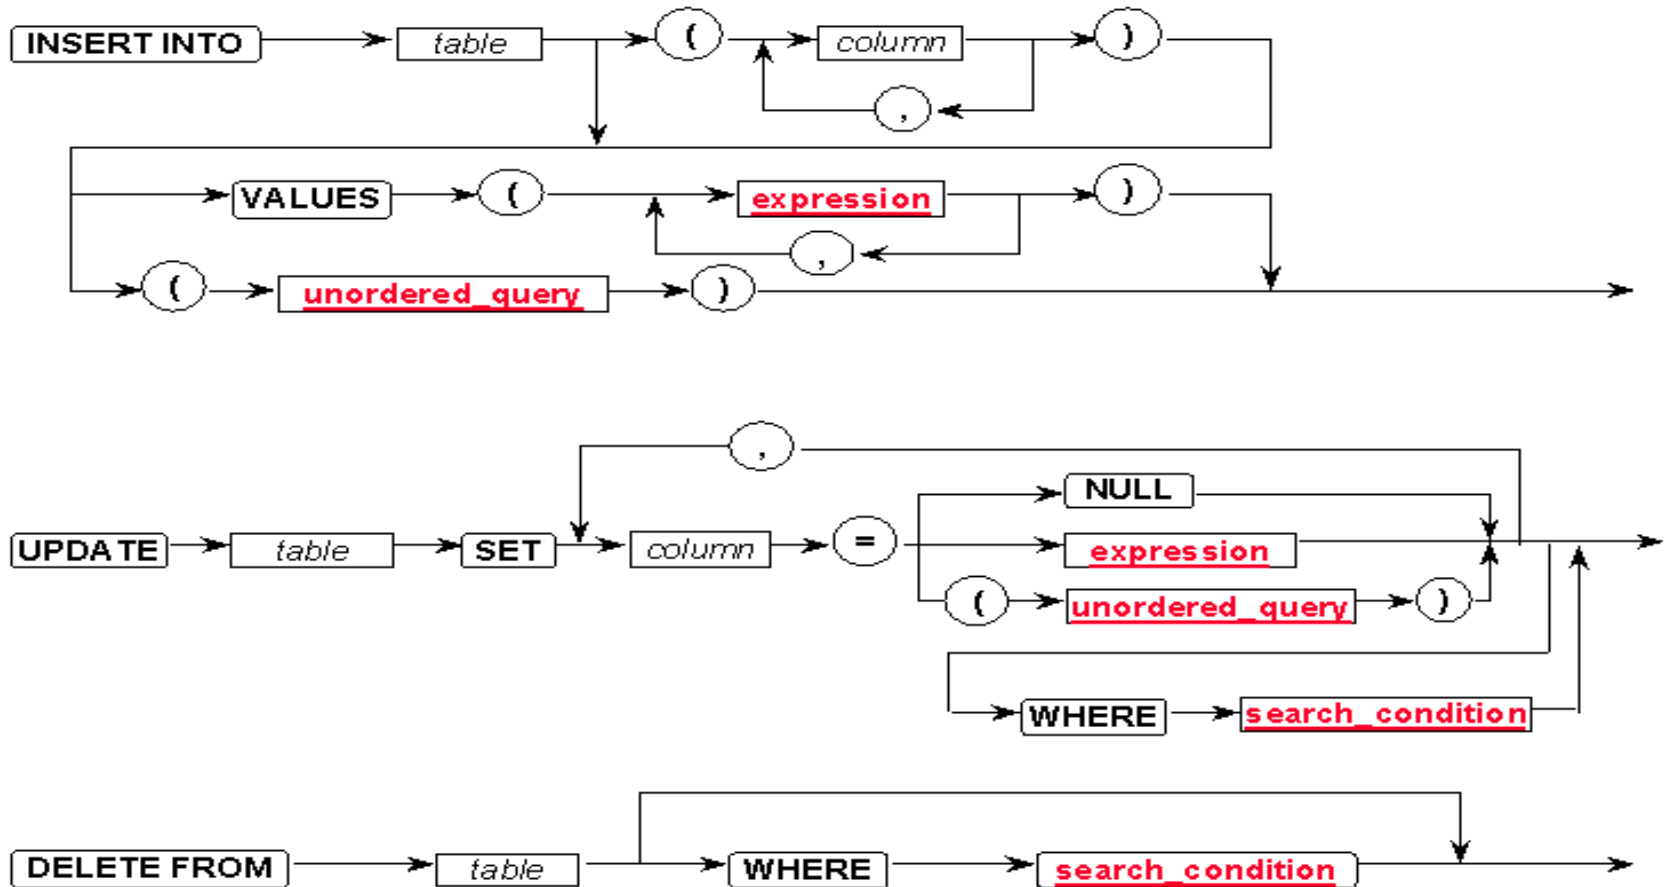 INSERT INTO table ( column )
,
VALUES ( expression )
,
( unordered_query )
,
NULL
UPDATE table SET column = expression
( unordered_query )
WHERE search_condition
DELETE FROM table WHERE search_condition